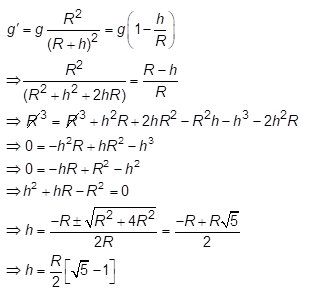 g′ = g R²/(R + h)² = g(1 − h/R)
⇒ R²/(R² + h² + 2hR) = (R − h)/R
⇒ R³ = R³ + h²R + 2hR² − R²h − h³ − 2h²R
⇒ 0 = −h²R + hR² − h³
⇒ 0 = −hR + R² − h²
⇒ h² + hR − R² = 0
⇒ h = (−R ± √(R² + 4R²))/2R = (−R + R√5)/2
⇒ h = R/2 [√5 − 1]